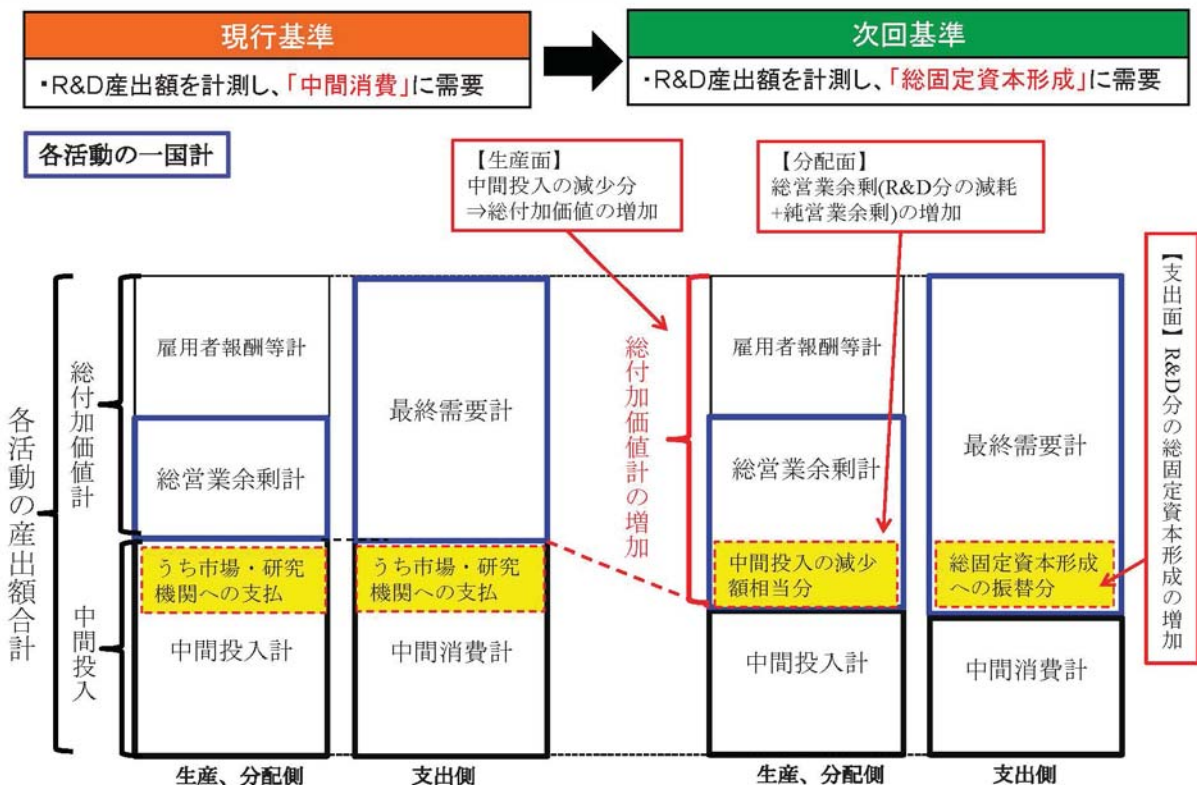 現行基準
・R&D産出額を計測し、「中間消費」に需要
次回基準
・R&D産出額を計測し、「総固定資本形成」に需要
各活動の一国計
【生産面】
中間投入の減少分
⇒総付加価値の増加
【分配面】
総営業余剰(R&D分の減耗
+純営業余剰)の増加
【支出面】R&D分の総固定資本形成の増加
各活動の産出額合計
総付加価値計
中間投入
雇用者報酬等計
総営業余剰計
うち市場・研究
機関への支払
中間投入計
生産、分配側
最終需要計
うち市場・研究
機関への支払
中間消費計
支出側
総付加価値計の増加
雇用者報酬等計
総営業余剰計
中間投入の減少
額相当分
中間投入計
生産、分配側
最終需要計
総固定資本形成
への振替分
中間消費計
支出側